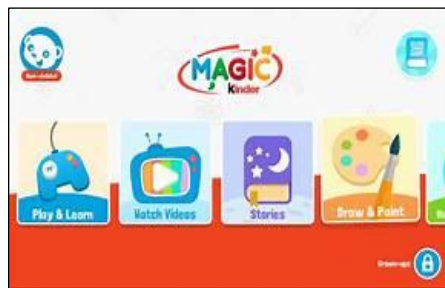 MAGIC
Kinder
Play & Learn
Watch Videos
Stories
Draw & Paint
Grown-ups